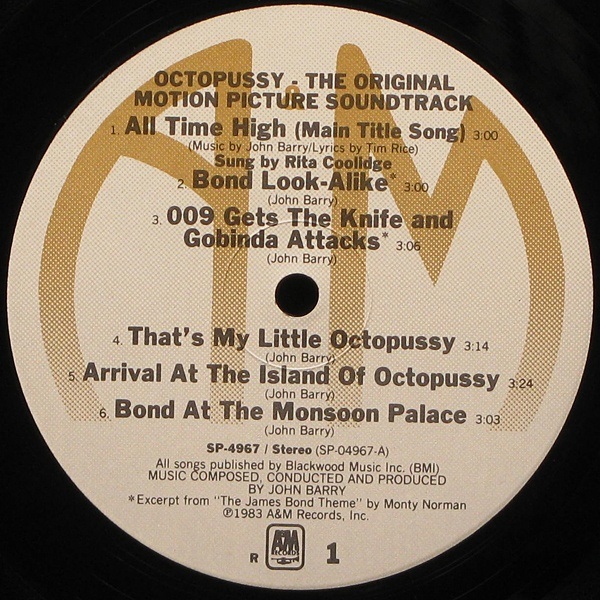 OCTOPUSSY - THE ORIGINAL
MOTION PICTURE SOUNDTRACK
1. All Time High (Main Title Song) 3:00
(Music by John Barry/Lyrics by Tim Rice)
Sung by Rita Coolidge
2. Bond Look-Alike* 3:00
(John Barry)
3. 009 Gets The Knife and
Gobinda Attacks* 3:06
(John Barry)
4. That's My Little Octopussy 3:14
(John Barry)
5. Arrival At The Island Of Octopussy 3:24
(John Barry)
6. Bond At The Monsoon Palace 3:03
(John Barry)
SP-4967 / Stereo (SP-04967-A)
All songs published by Blackwood Music Inc. (BMI)
MUSIC COMPOSED, CONDUCTED AND PRODUCED
BY JOHN BARRY
*Excerpt from "The James Bond Theme" by Monty Norman
℗1983 A&M Records, Inc.
R A&M RECORDS 1